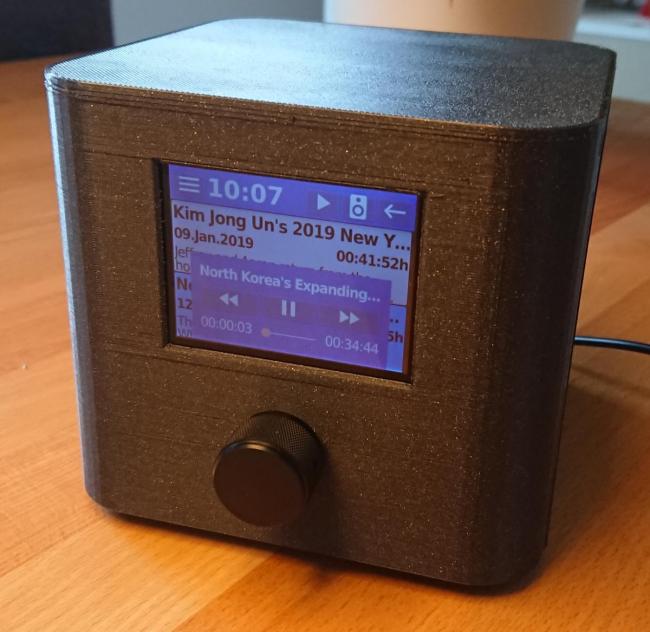 10:07
Kim Jong Un's 2019 New Y...
09.Jan.2019
00:41:52h
North Korea's Expanding...
00:00:03
00:34:44